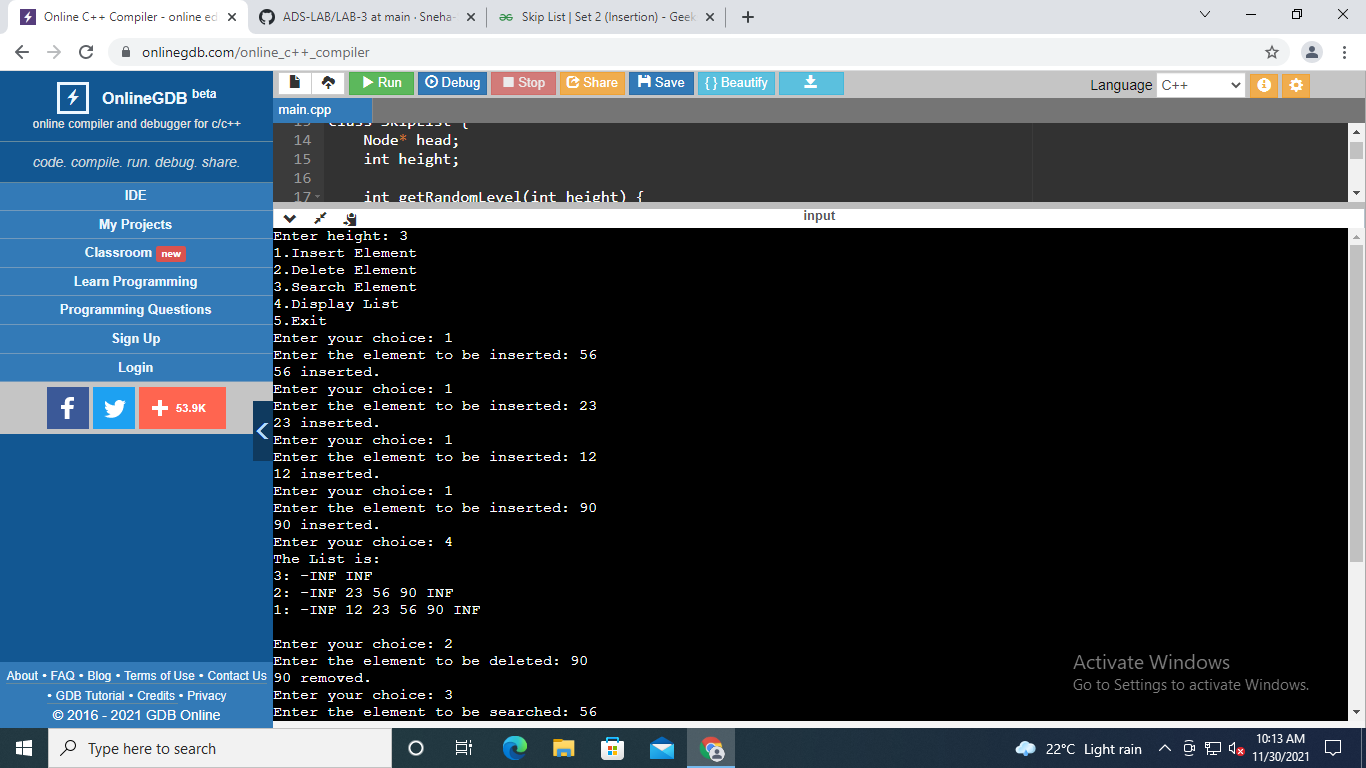 Online C++ Compiler - online ed
ADS-LAB/LAB-3 at main · Sneha-
Skip List | Set 2 (Insertion) - Geek
onlinegdb.com/online_c++_compiler
OnlineGDB beta
online compiler and debugger for c/c++
code. compile. run. debug. share.
IDE
My Projects
Classroom new
Learn Programming
Programming Questions
Sign Up
Login
53.9K
About • FAQ • Blog • Terms of Use • Contact Us
• GDB Tutorial • Credits • Privacy
© 2016 - 2021 GDB Online
Run Debug Stop Share Save { } Beautify
Language C++
main.cpp
13 class SkipList {
14 Node* head;
15 int height;
16
17 int getRandomLevel(int height) {
input
Enter height: 3
1.Insert Element
2.Delete Element
3.Search Element
4.Display List
5.Exit
Enter your choice: 1
Enter the element to be inserted: 56
56 inserted.
Enter your choice: 1
Enter the element to be inserted: 23
23 inserted.
Enter your choice: 1
Enter the element to be inserted: 12
12 inserted.
Enter your choice: 1
Enter the element to be inserted: 90
90 inserted.
Enter your choice: 4
The List is:
3: -INF INF
2: -INF 23 56 90 INF
1: -INF 12 23 56 90 INF
Enter your choice: 2
Enter the element to be deleted: 90
90 removed.
Enter your choice: 3
Enter the element to be searched: 56
Activate Windows
Go to Settings to activate Windows.
Type here to search
22°C Light rain
10:13 AM
11/30/2021